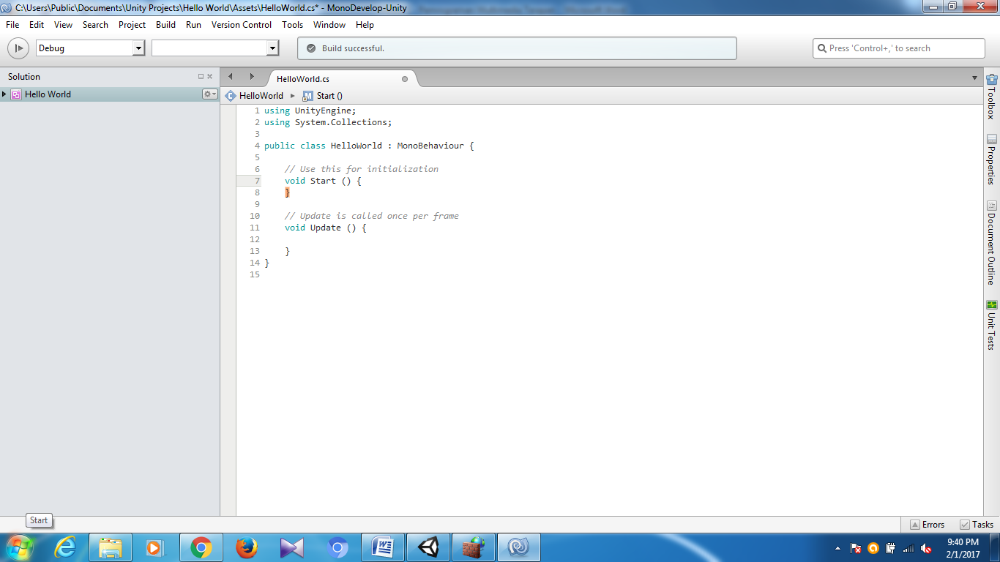 C:\Users\Public\Documents\Unity Projects\Hello World\Assets\HelloWorld.cs* - MonoDevelop-Unity
File Edit View Search Project Build Run Version Control Tools Window Help
Debug
Build successful.
Press 'Control+,' to search
Solution
Hello World
HelloWorld.cs
HelloWorld
Start ()
1 using UnityEngine;
2 using System.Collections;
3
4 public class HelloWorld : MonoBehaviour {
5
6 // Use this for initialization
7 void Start () {
8 }
9
10 // Update is called once per frame
11 void Update () {
12
13 }
14 }
15
Toolbox
Properties
Document Outline
Unit Tests
Start
Errors
Tasks
9:40 PM
2/1/2017